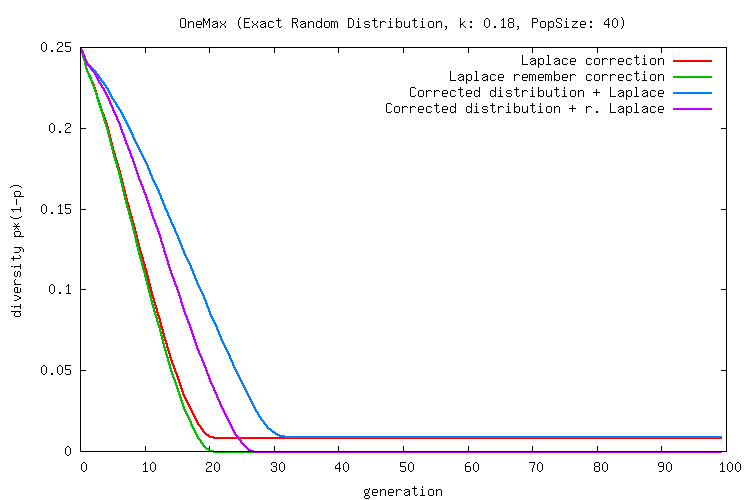 OneMax (Exact Random Distribution, k: 0.18, PopSize: 40)
Laplace correction
Laplace remember correction
Corrected distribution + Laplace
Corrected distribution + r. Laplace
0.25
0.2
0.15
0.1
0.05
0
diversity p*(1-p)
0 10 20 30 40 50 60 70 80 90 100
generation